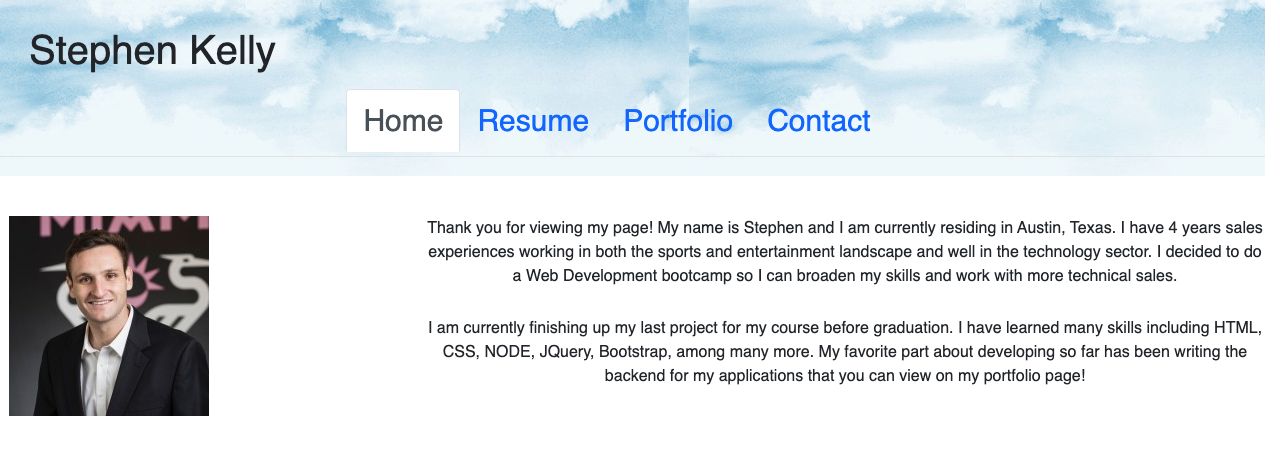 Stephen Kelly
Home Resume Portfolio Contact
Thank you for viewing my page! My name is Stephen and I am currently residing in Austin, Texas. I have 4 years sales
experiences working in both the sports and entertainment landscape and well in the technology sector. I decided to do
a Web Development bootcamp so I can broaden my skills and work with more technical sales.
I am currently finishing up my last project for my course before graduation. I have learned many skills including HTML,
CSS, NODE, JQuery, Bootstrap, among many more. My favorite part about developing so far has been writing the
backend for my applications that you can view on my portfolio page!